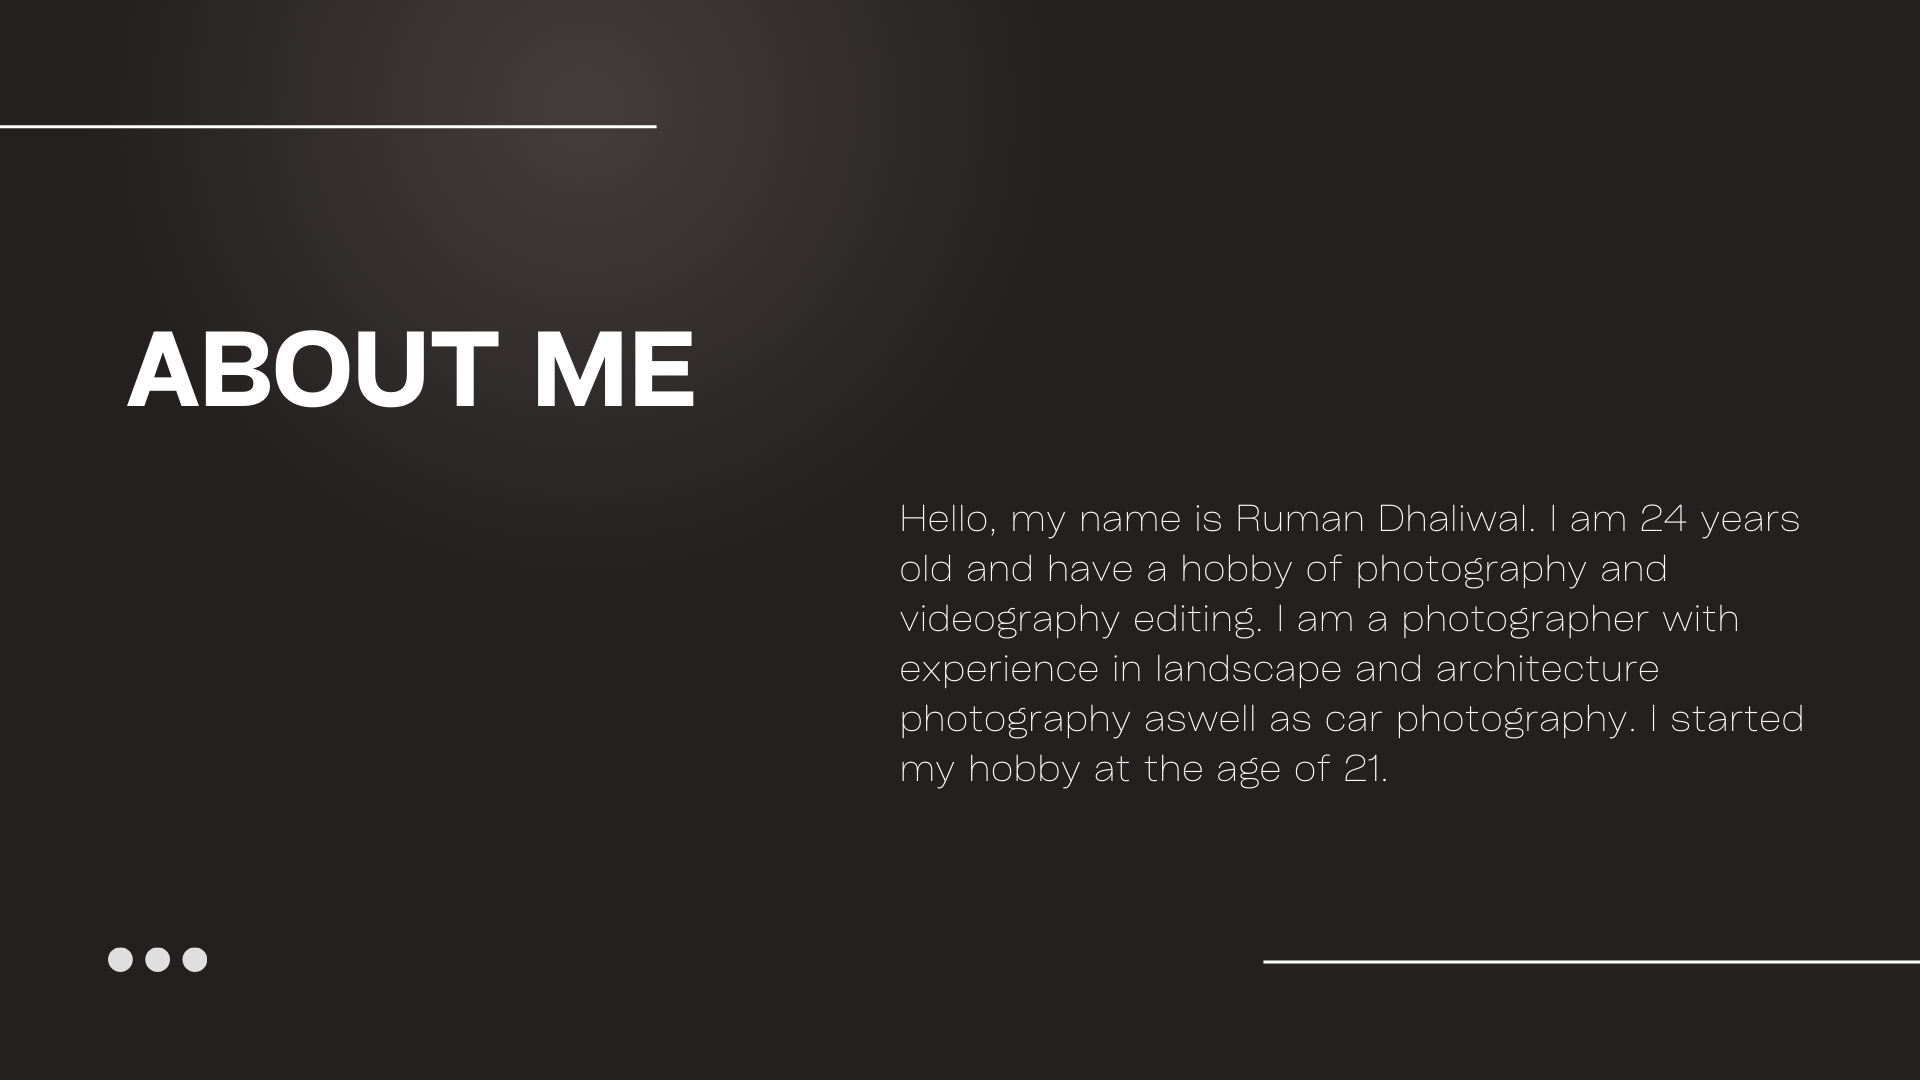 ABOUT ME
Hello, my name is Ruman Dhaliwal. I am 24 years
old and have a hobby of photography and
videography editing. I am a photographer with
experience in landscape and architecture
photography aswell as car photography. I started
my hobby at the age of 21.